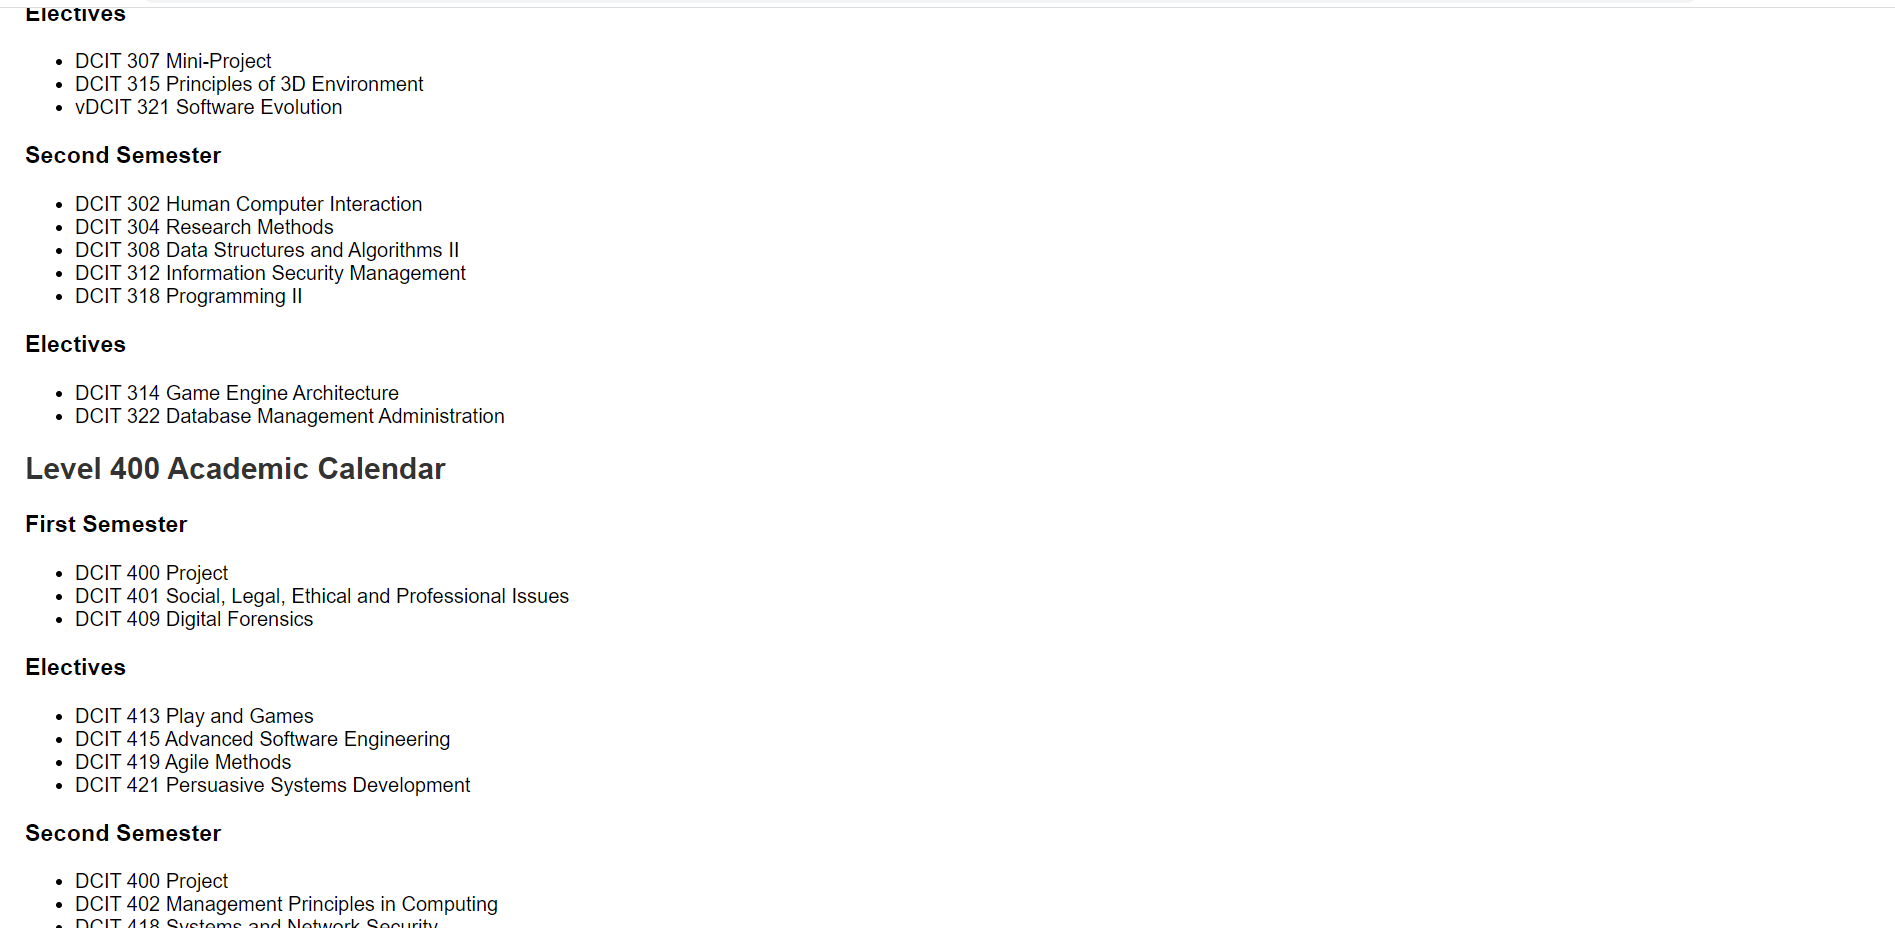 Electives
DCIT 307 Mini-Project
DCIT 315 Principles of 3D Environment
vDCIT 321 Software Evolution
Second Semester
DCIT 302 Human Computer Interaction
DCIT 304 Research Methods
DCIT 308 Data Structures and Algorithms II
DCIT 312 Information Security Management
DCIT 318 Programming II
Electives
DCIT 314 Game Engine Architecture
DCIT 322 Database Management Administration
Level 400 Academic Calendar
First Semester
DCIT 400 Project
DCIT 401 Social, Legal, Ethical and Professional Issues
DCIT 409 Digital Forensics
Electives
DCIT 413 Play and Games
DCIT 415 Advanced Software Engineering
DCIT 419 Agile Methods
DCIT 421 Persuasive Systems Development
Second Semester
DCIT 400 Project
DCIT 402 Management Principles in Computing
DCIT 418 Systems and Network Security